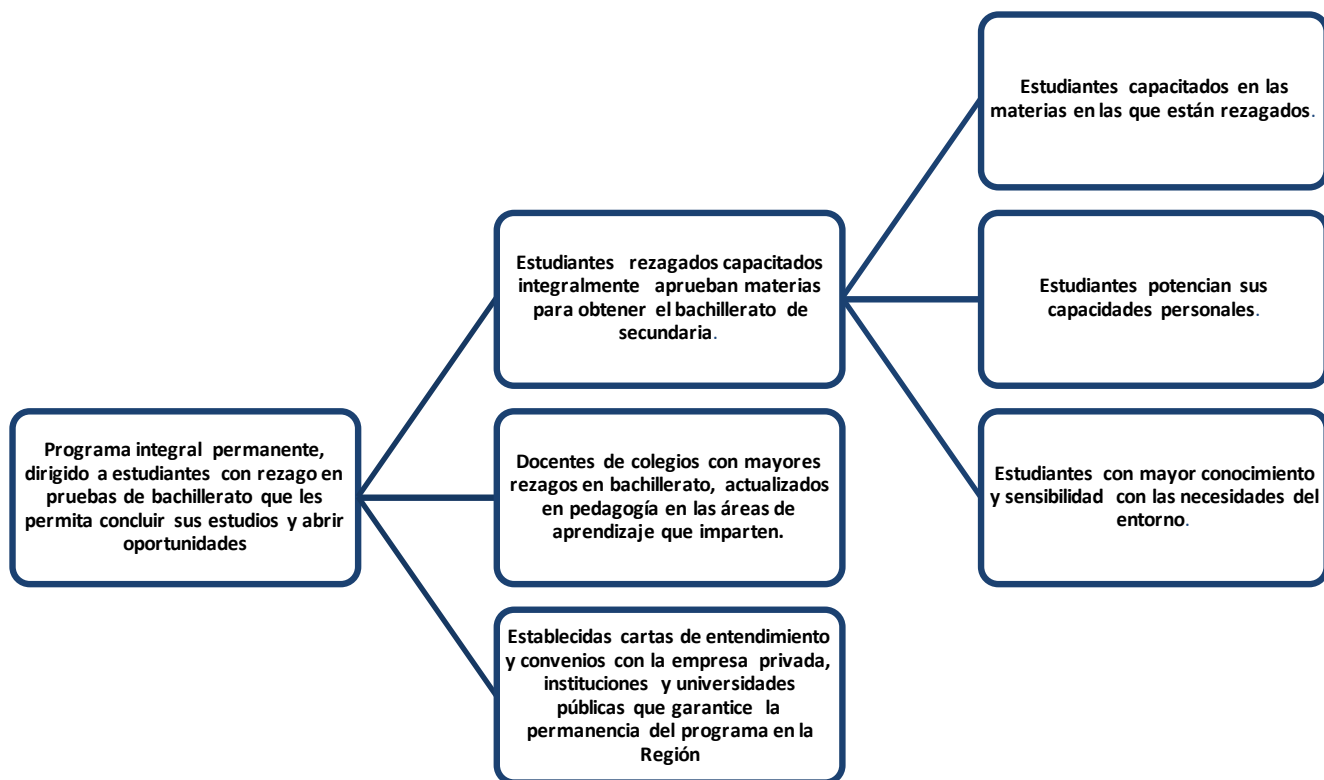 Programa integral permanente,
dirigido a estudiantes con rezago en
pruebas de bachillerato que les
permita concluir sus estudios y abrir
oportunidades
Estudiantes rezagados capacitados
integralmente aprueban materias
para obtener el bachillerato de
secundaria.
Docentes de colegios con mayores
rezagos en bachillerato, actualizados
en pedagogía en las áreas de
aprendizaje que imparten.
Establecidas cartas de entendimiento
y convenios con la empresa privada,
instituciones y universidades
públicas que garantice la
permanencia del programa en la
Región
Estudiantes capacitados en las
materias en las que están rezagados.
Estudiantes potencian sus
capacidades personales.
Estudiantes con mayor conocimiento
y sensibilidad con las necesidades del
entorno.